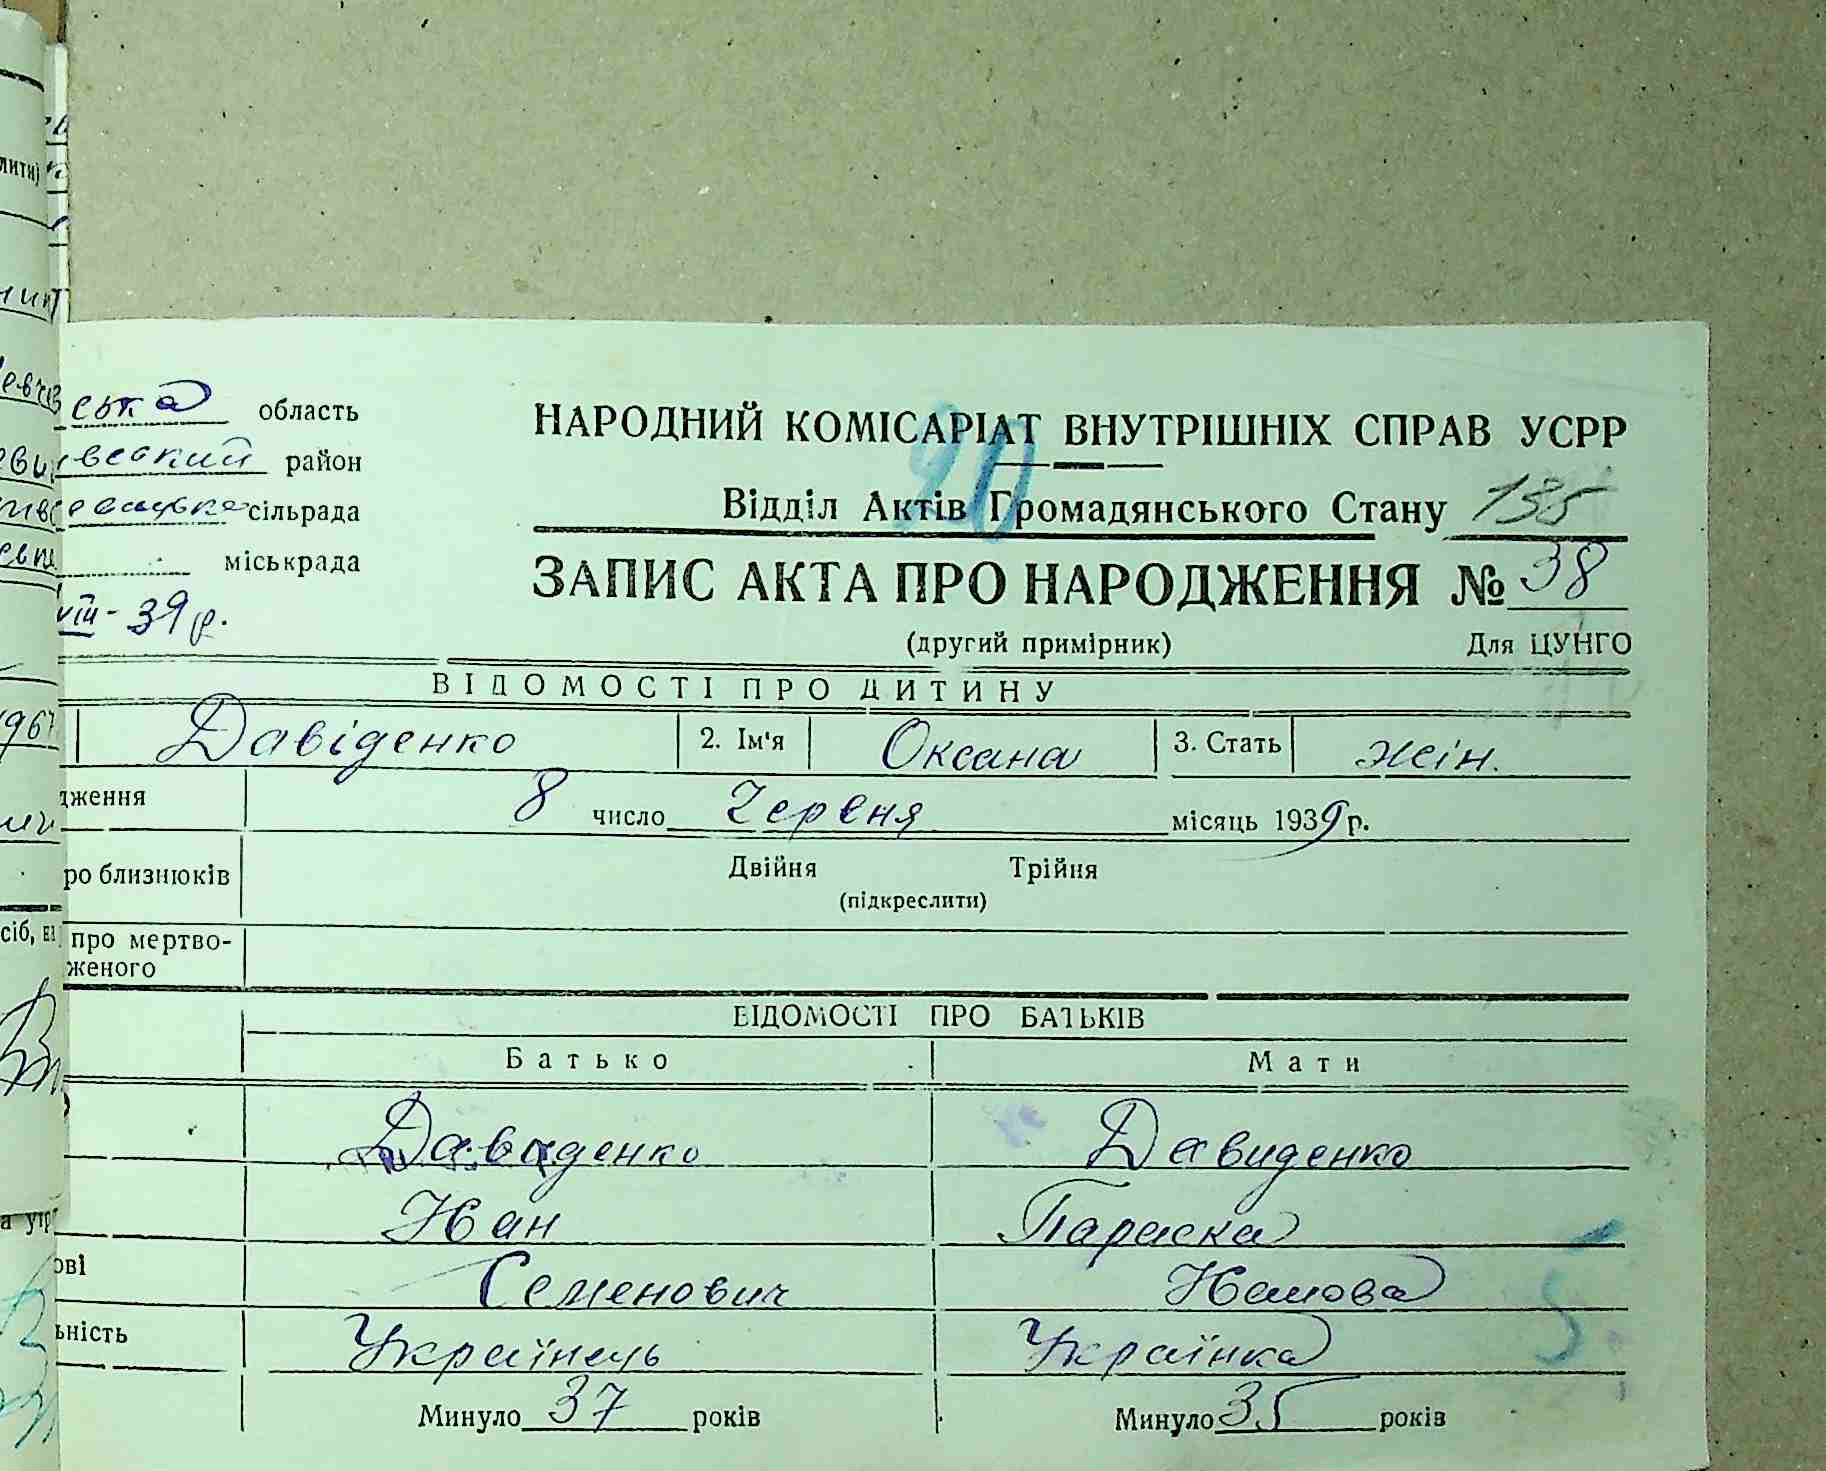 ська область
НАРОДНИЙ КОМІСАРІАТ ВНУТРІШНІХ СПРАВ УСРР
20
вський район
Відділ Актів Громадянського Стану 135
сільрада
міськрада
ЗАПИС АКТА ПРО НАРОДЖЕННЯ № 38
VIII - 39 р.
(другий примірник) Для ЦУНГО
ВІДОМОСТІ ПРО ДИТИНУ
Давіденко 2. Ім'я Оксана 3. Стать жін.
дження 8 число Червня місяць 1939 р.
ро близнюків Двійня Трійня
(підкреслити)
про мертво-
женого
ВІДОМОСТІ ПРО БАТЬКІВ
Батько Мати
Давиденко Давиденко
Іван Параска
ові Семенович
ьність Українець Українка
Минуло 37 років Минуло 35 років